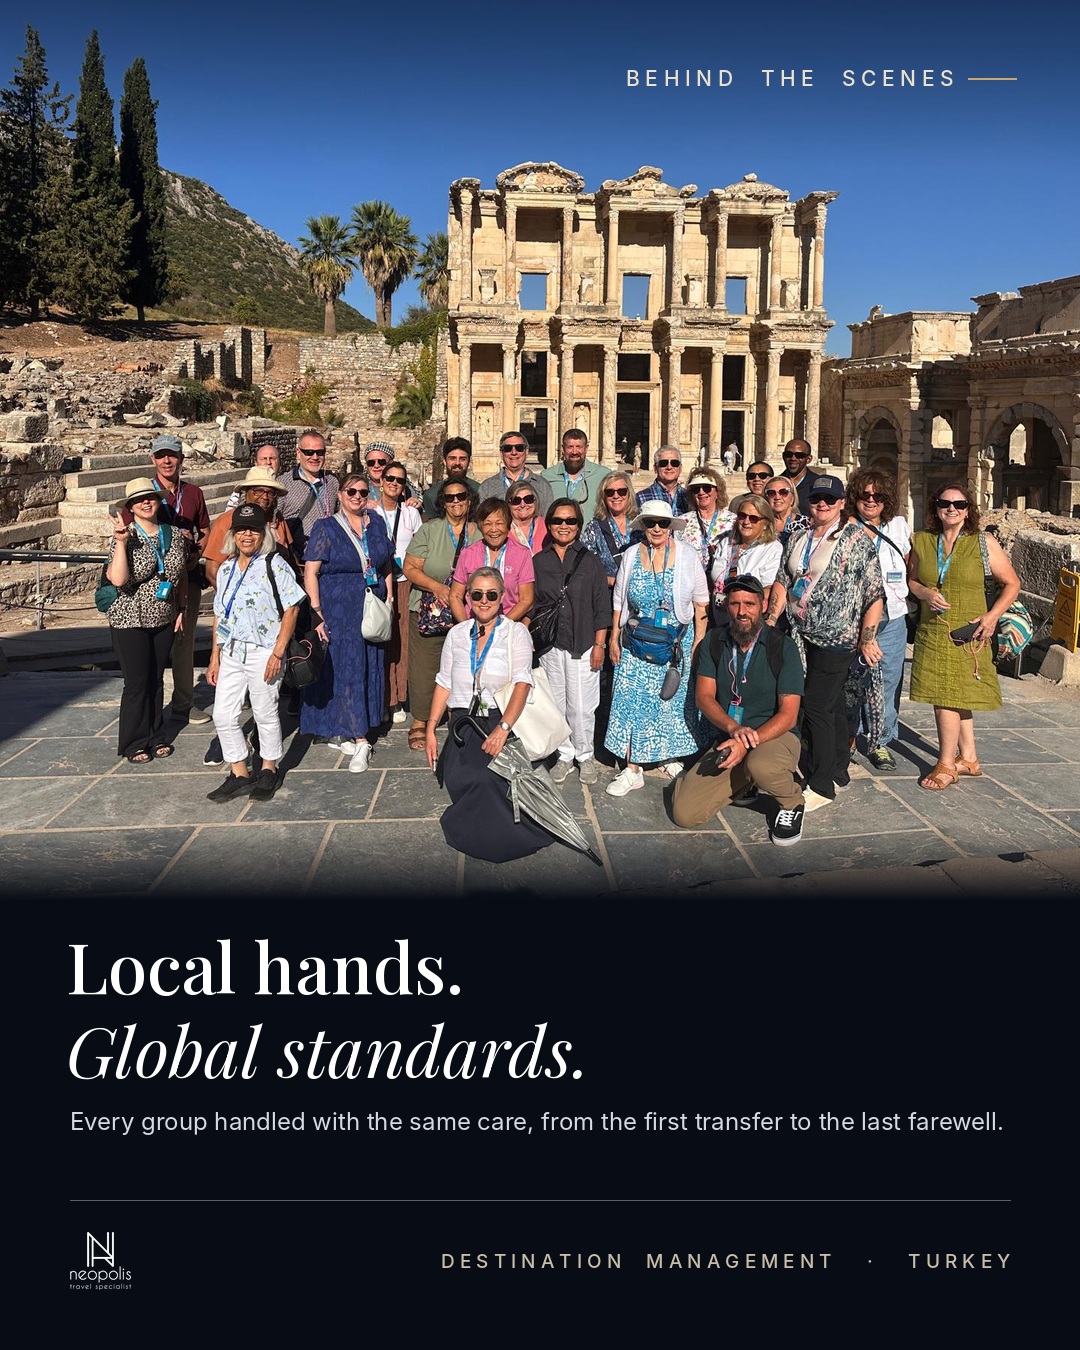 BEHIND THE SCENES
Local hands.
Global standards.
Every group handled with the same care, from the first transfer to the last farewell.
neopolis
travel specialist
DESTINATION MANAGEMENT · TURKEY